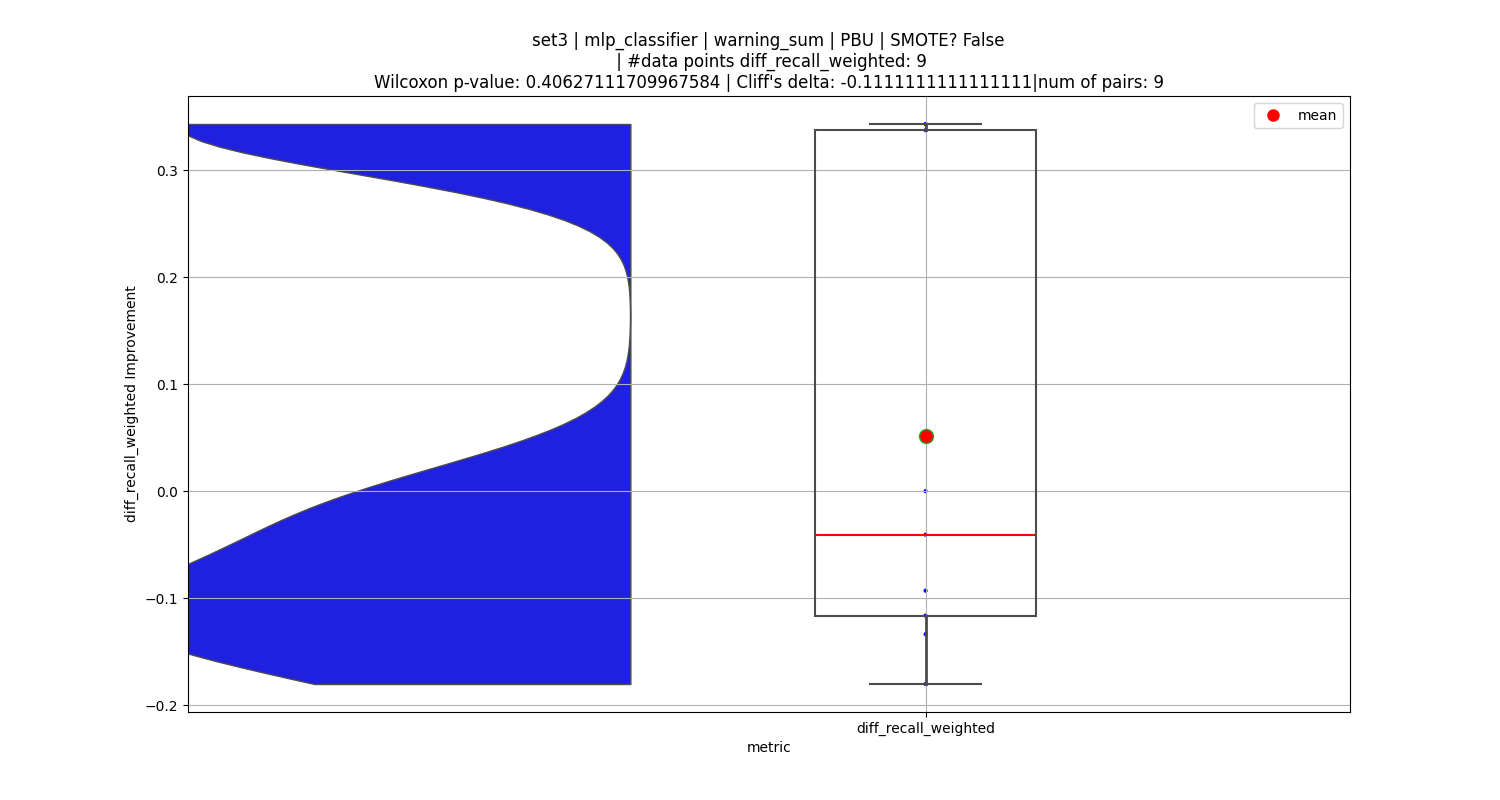 set3 | mlp_classifier | warning_sum | PBU | SMOTE? False
| #data points diff_recall_weighted: 9
Wilcoxon p-value: 0.40627111709967584 | Cliff's delta: -0.1111111111111111|num of pairs: 9
mean
0.3
0.2
0.1
0.0
−0.1
−0.2
diff_recall_weighted Improvement
diff_recall_weighted
metric